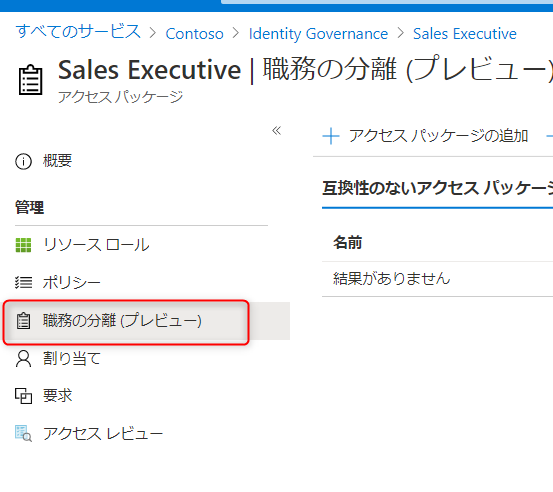 すべてのサービス > Contoso > Identity Governance > Sales Executive
Sales Executive | 職務の分離 (プレビュー)
アクセス パッケージ
«
+ アクセス パッケージの追加
概要
互換性のないアクセス パッケージ
管理
名前
リソース ロール
結果がありません
ポリシー
職務の分離 (プレビュー)
割り当て
要求
アクセス レビュー